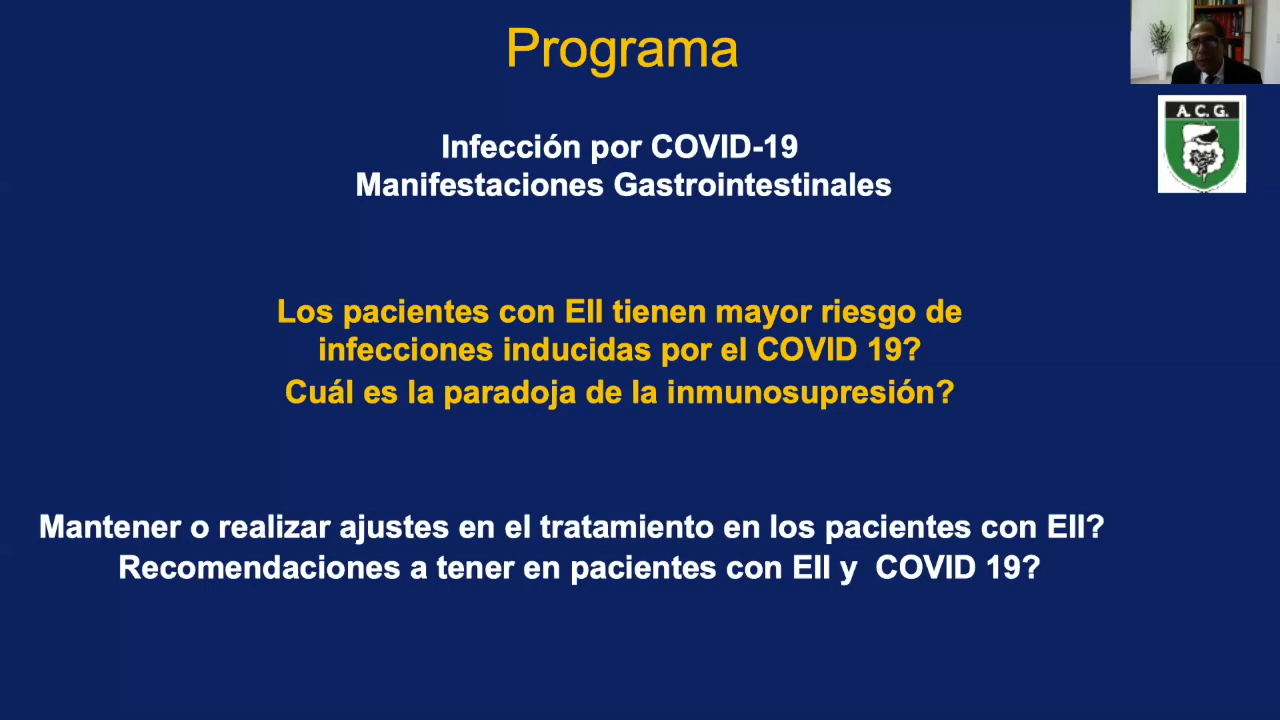 Programa
A. C. G.
Infección por COVID-19
Manifestaciones Gastrointestinales
Los pacientes con EII tienen mayor riesgo de
infecciones inducidas por el COVID 19?
Cuál es la paradoja de la inmunosupresión?
Mantener o realizar ajustes en el tratamiento en los pacientes con EII?
Recomendaciones a tener en pacientes con EII y COVID 19?